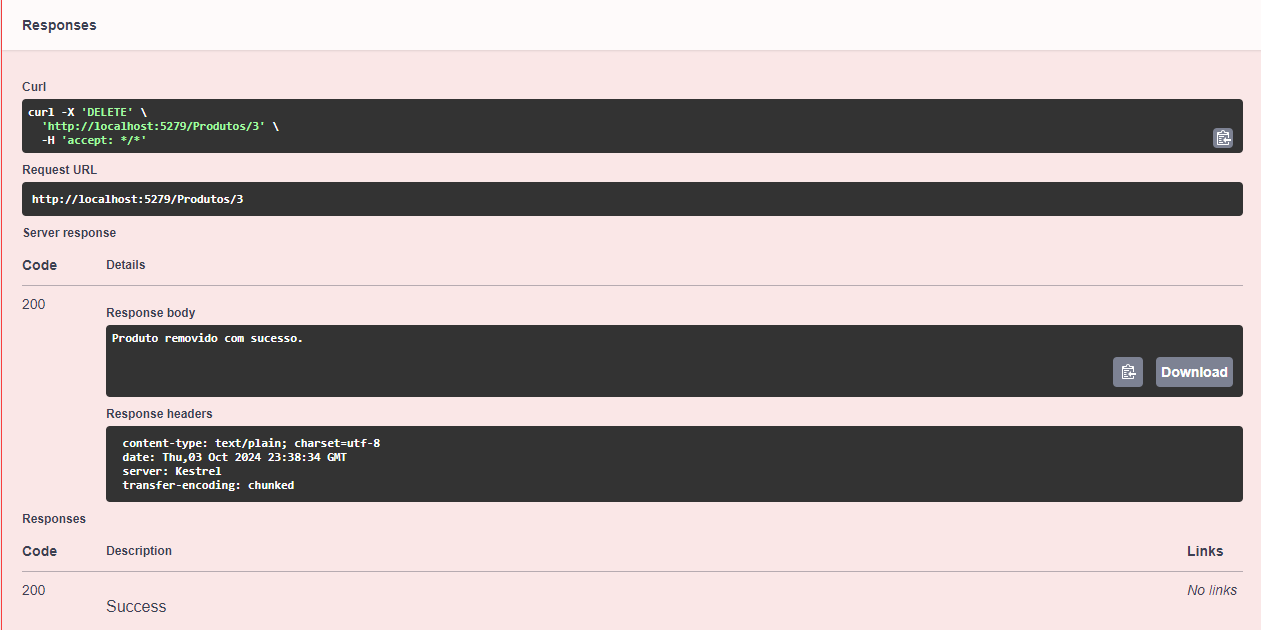 Responses
Curl
curl -X 'DELETE' \
  'http://localhost:5279/Produtos/3' \
  -H 'accept: */*'
Request URL
http://localhost:5279/Produtos/3
Server response
Code Details
200
Response body
Produto removido com sucesso.
Download
Response headers
content-type: text/plain; charset=utf-8
date: Thu,03 Oct 2024 23:38:34 GMT
server: Kestrel
transfer-encoding: chunked
Responses
Code Description Links
200 No links
Success